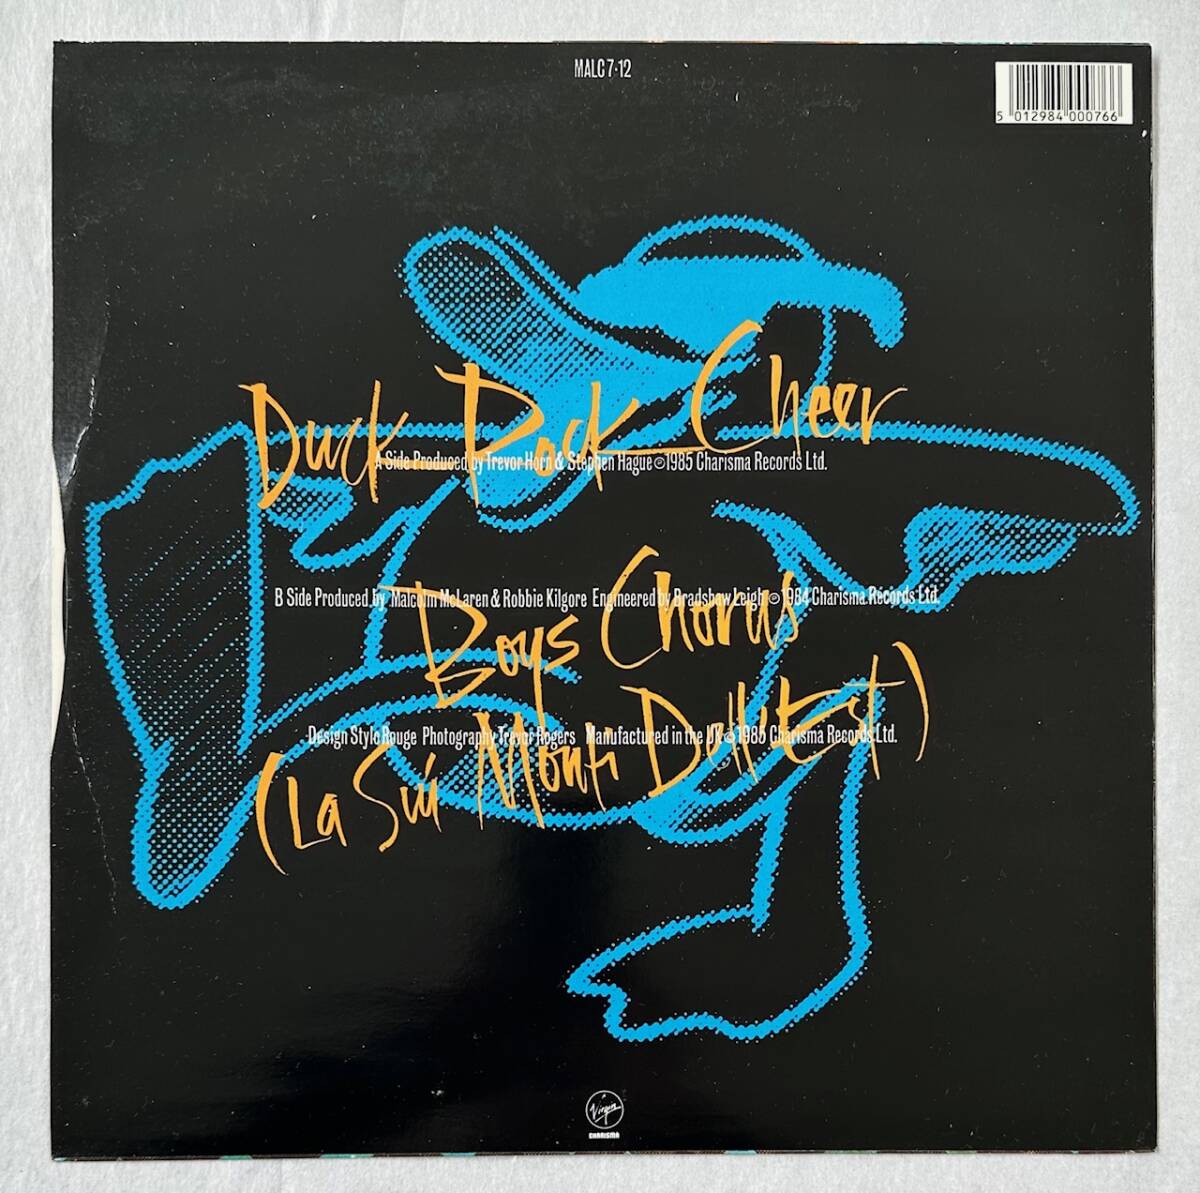 MALC 7·12
5 012984 000766
Duck Rock Cheer
A Side Produced by Trevor Horn & Stephen Hague ℗1985 Charisma Records Ltd.
B Side Produced by Malcolm McLaren & Robbie Kilgore Engineered by Bradshaw Leigh ℗1984 Charisma Records Ltd.
Boys Chorus
Design Stylo Rouge Photography Trevor Rogers Manufactured in the UK ©1985 Charisma Records Ltd.
(La Sui Monti Dell'Est)
Virgin
CHARISMA